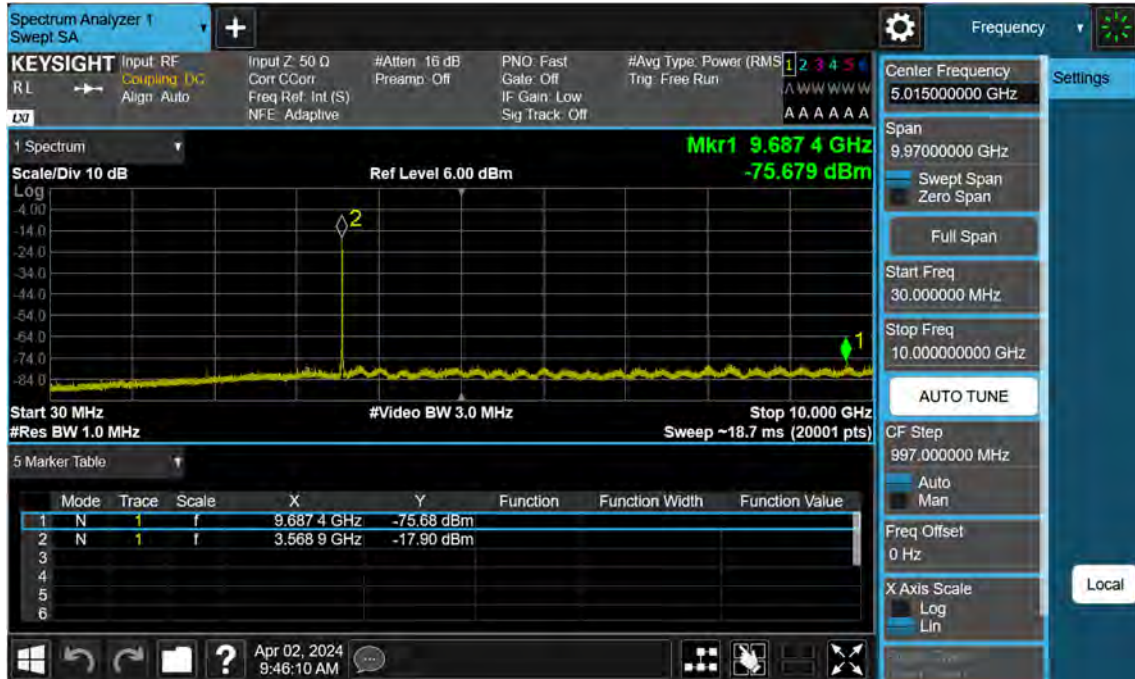 Spectrum Analyzer 1
Swept SA
+
Frequency
KEYSIGHT Input: RF Input Z: 50 Ω #Atten: 16 dB PNO: Fast #Avg Type: Power (RMS 1 2 3 4 5 6
RL Coupling: DC Corr CCorr Preamp: Off Gate: Off Trig: Free Run
Align: Auto Freq Ref: Int (S) IF Gain: Low
LXI NFE: Adaptive Sig Track: Off A A A A A A
1 Spectrum
Mkr1 9.687 4 GHz
Scale/Div 10 dB Ref Level 6.00 dBm -75.679 dBm
Log
-4.00
-14.0
-24.0
-34.0
-44.0
-54.0
-64.0
-74.0
-84.0
2
1
Start 30 MHz #Video BW 3.0 MHz Stop 10.000 GHz
#Res BW 1.0 MHz Sweep ~18.7 ms (20001 pts)
5 Marker Table
Mode Trace Scale X Y Function Function Width Function Value
1 N 1 f 9.687 4 GHz -75.68 dBm
2 N 1 f 3.568 9 GHz -17.90 dBm
3
4
5
6
?
Apr 02, 2024
9:46:10 AM
Center Frequency
5.015000000 GHz
Settings
Span
9.97000000 GHz
Swept Span
Zero Span
Full Span
Start Freq
30.000000 MHz
Stop Freq
10.000000000 GHz
AUTO TUNE
CF Step
997.000000 MHz
Auto
Man
Freq Offset
0 Hz
X Axis Scale
Log
Lin
Local